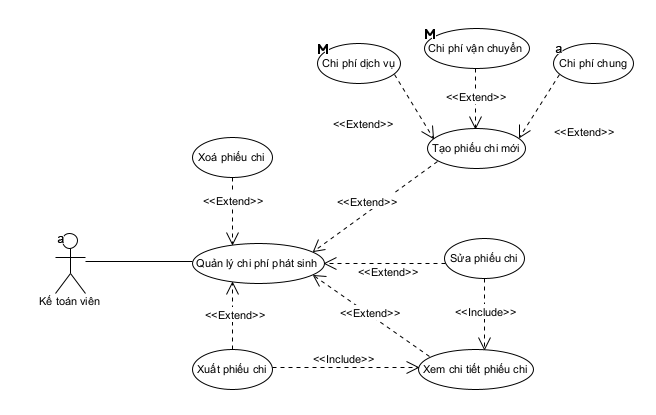 M
Chi phí dịch vụ
M
Chi phí vận chuyển
a
Chi phí chung
<<Extend>>
<<Extend>>
<<Extend>>
Tạo phiếu chi mới
Xoá phiếu chi
<<Extend>>
<<Extend>>
a
Kế toán viên
Quản lý chi phí phát sinh
Sửa phiếu chi
<<Extend>>
<<Extend>>
<<Extend>>
<<Include>>
Xuất phiếu chi
<<Include>>
Xem chi tiết phiếu chi